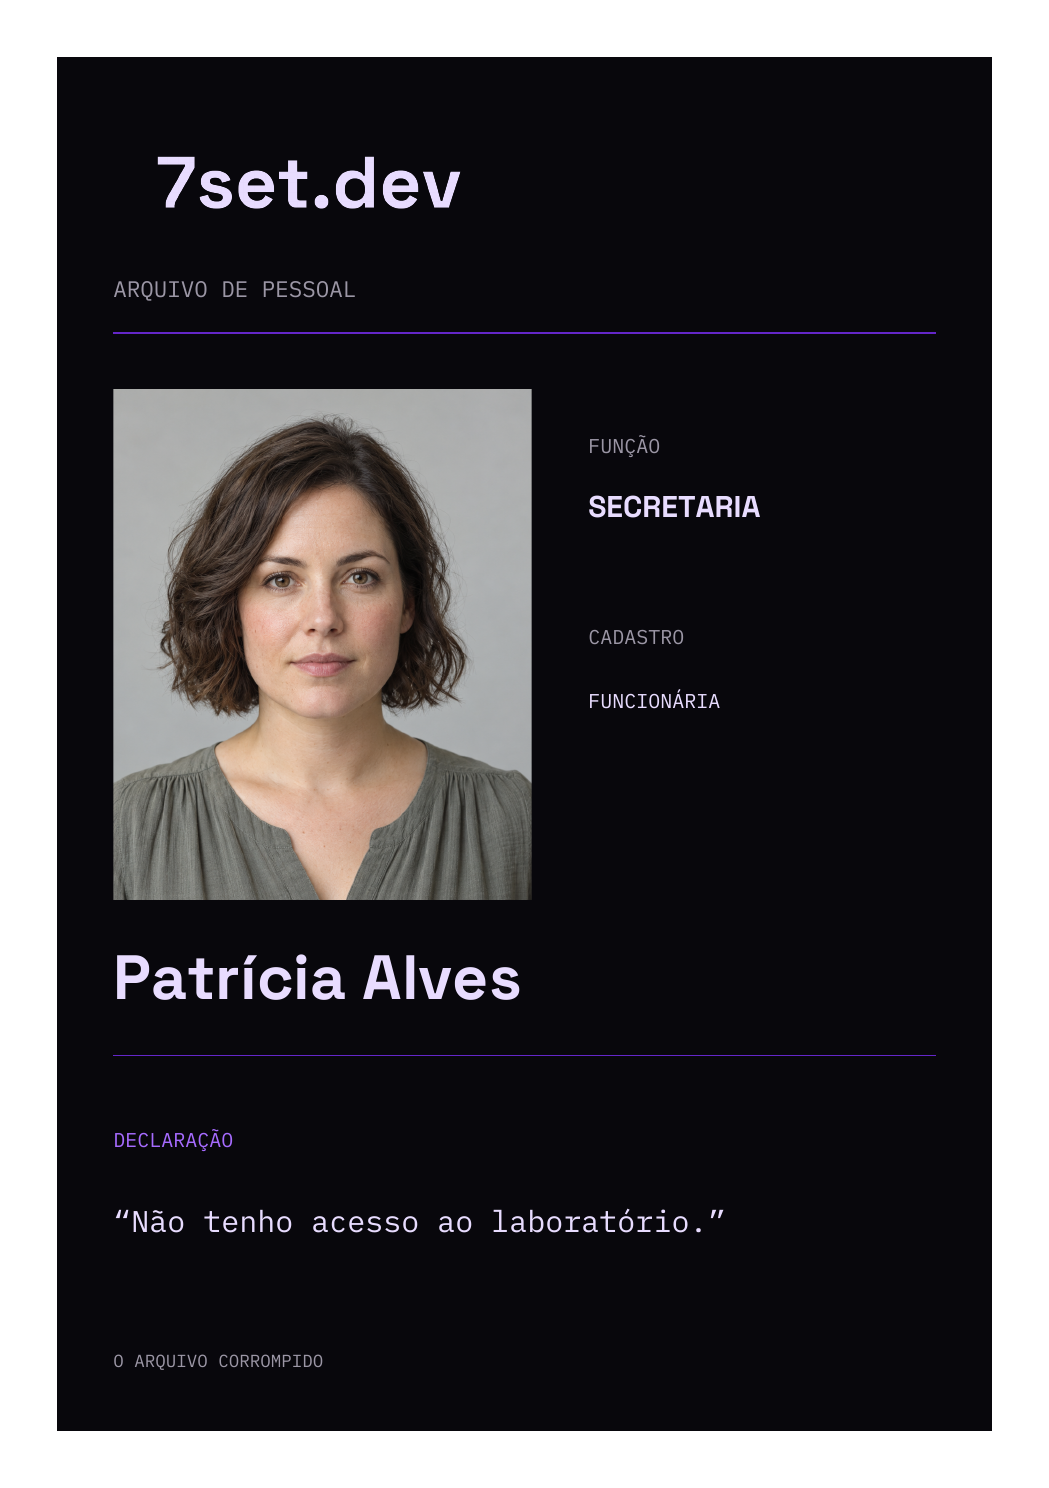 7set.dev
ARQUIVO DE PESSOAL
FUNÇÃO
SECRETARIA
CADASTRO
FUNCIONÁRIA
Patrícia Alves
DECLARAÇÃO
“Não tenho acesso ao laboratório.”
O ARQUIVO CORROMPIDO